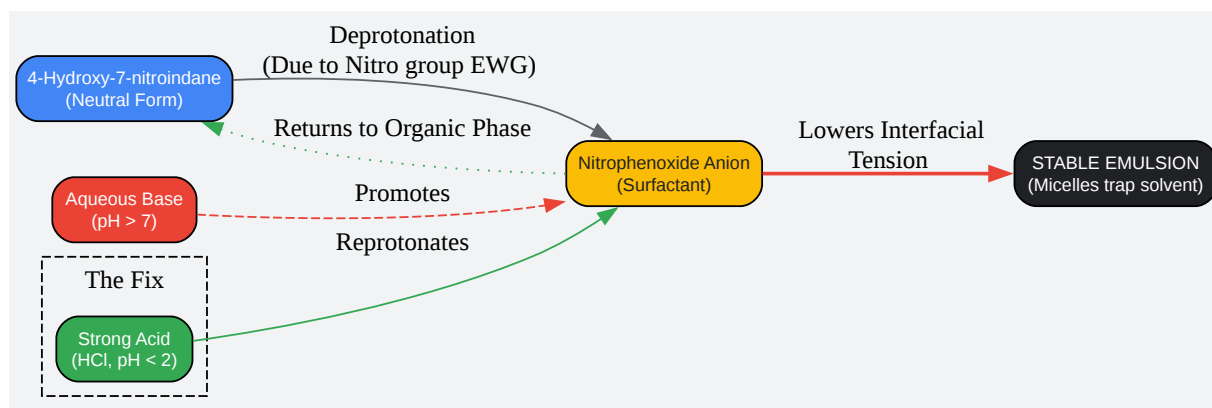 Deprotonation
(Due to Nitro group EWG)
4-Hydroxy-7-nitroindane
(Neutral Form)
Returns to Organic Phase
Lowers Interfacial
Tension
Nitrophenoxide Anion
(Surfactant)
STABLE EMULSION
(Micelles trap solvent)
Aqueous Base
(pH > 7)
Promotes
Reprotonates
The Fix
Strong Acid
(HCl, pH < 2)